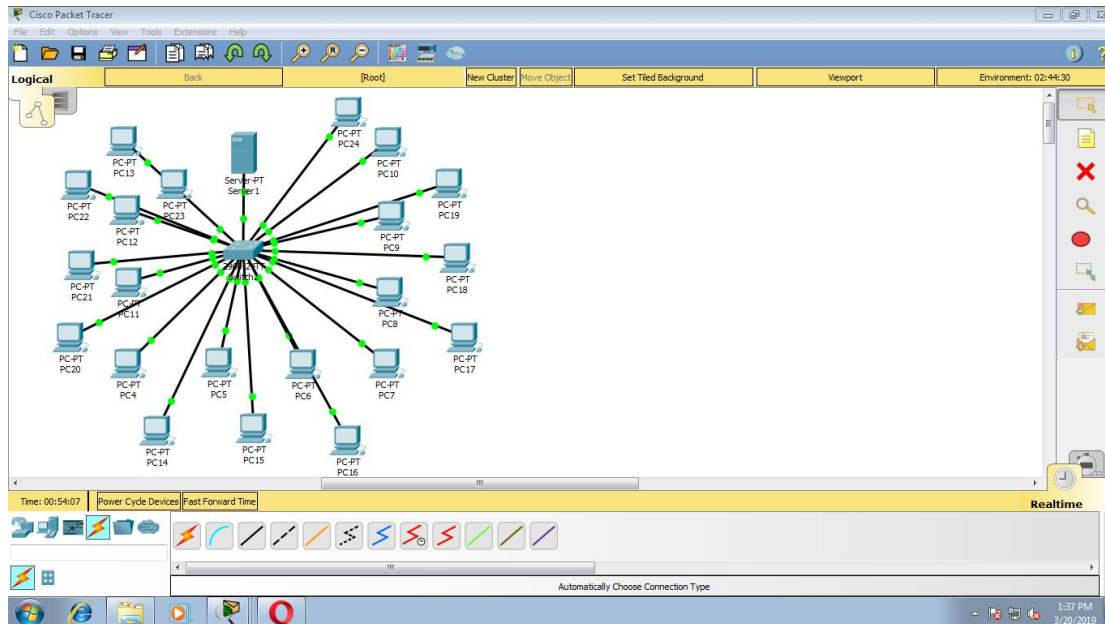 Cisco Packet Tracer
File Edit Options View Tools Extensions Help
Logical
Back
[Root]
New Cluster
Move Object
Set Tiled Background
Viewport
Environment: 02:44:30
PC-PT
PC24
PC-PT
PC13
PC-PT
PC10
Server-PT
Server1
PC-PT
PC22
PC-PT
PC23
PC-PT
PC19
PC-PT
PC12
PC-PT
PC9
Switch2
PC-PT
PC21
PC-PT
PC18
PC-PT
PC11
PC-PT
PC8
PC-PT
PC20
PC-PT
PC17
PC-PT
PC4
PC-PT
PC5
PC-PT
PC6
PC-PT
PC7
PC-PT
PC14
PC-PT
PC15
PC-PT
PC16
Time: 00:54:07
Power Cycle Devices
Fast Forward Time
Realtime
Automatically Choose Connection Type
1:37 PM
3/20/2019